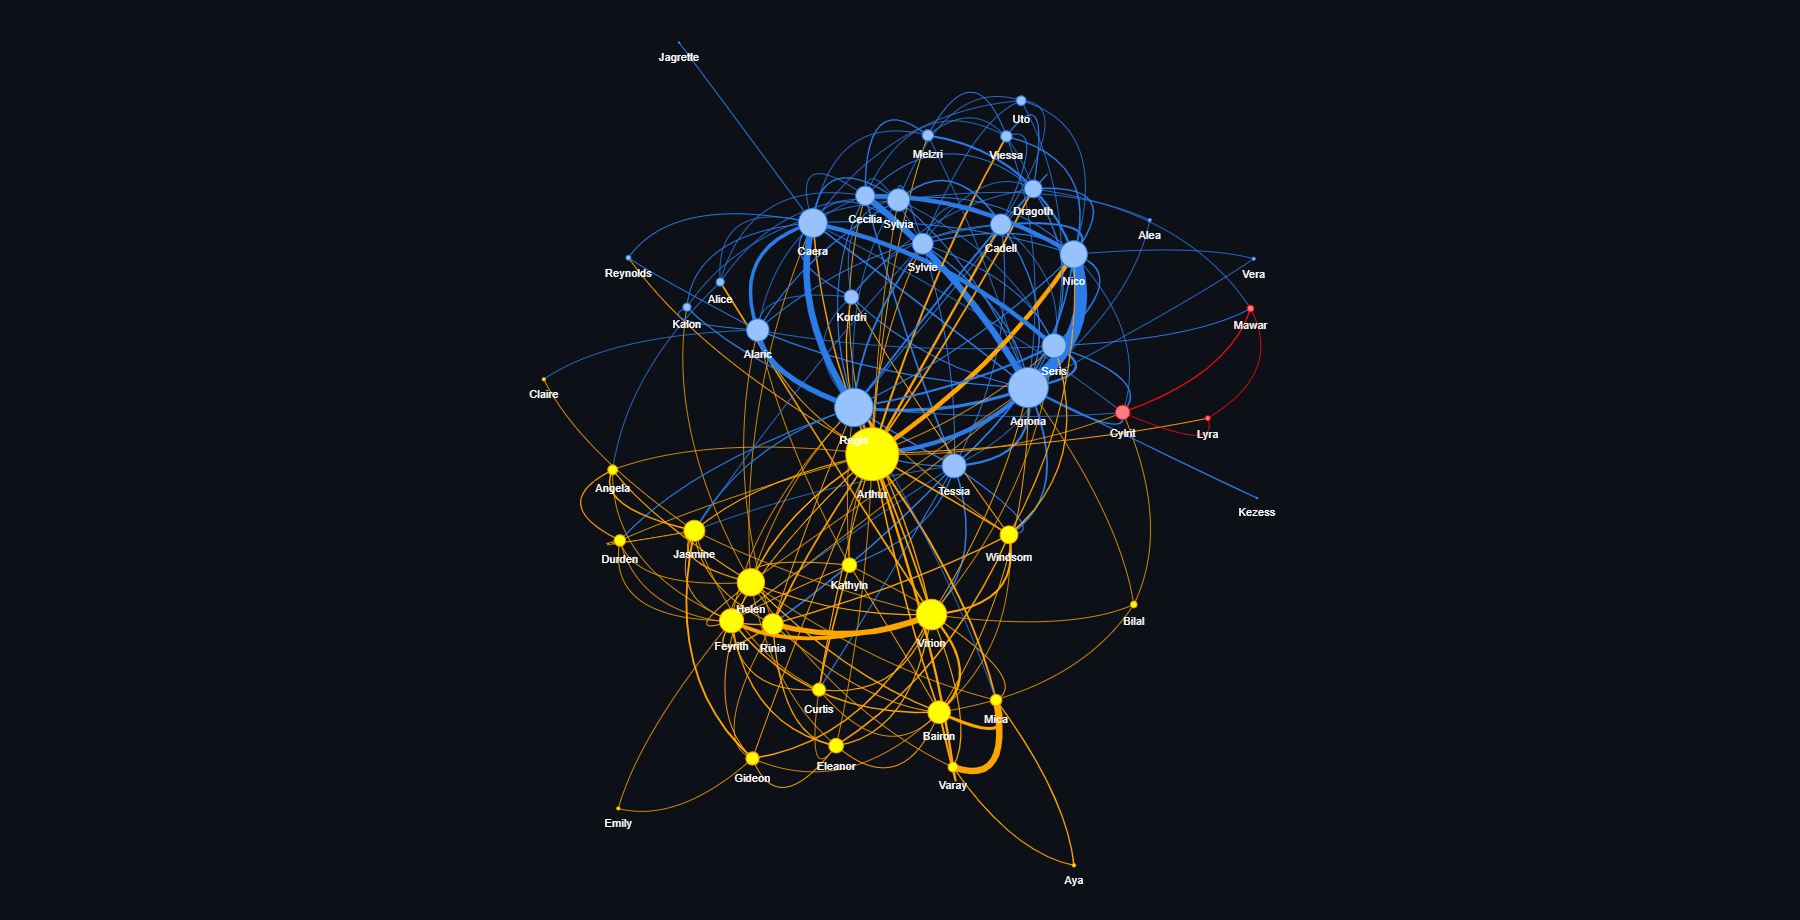 Jagrette
Uto
Melzri
Viessa
Cecilia
Sylvia
Dragoth
Alea
Caera
Cadell
Sylvie
Reynolds
Vera
Nico
Alice
Kordri
Kalon
Mawar
Alaric
Seris
Claire
Agrona
Cylrit
Lyra
Regis
Angela
Arthur
Tessia
Kezess
Jasmine
Durden
Windsom
Kathyln
Helen
Bilal
Feyrith
Rinia
Virion
Curtis
Mica
Bairon
Eleanor
Gideon
Varay
Emily
Aya